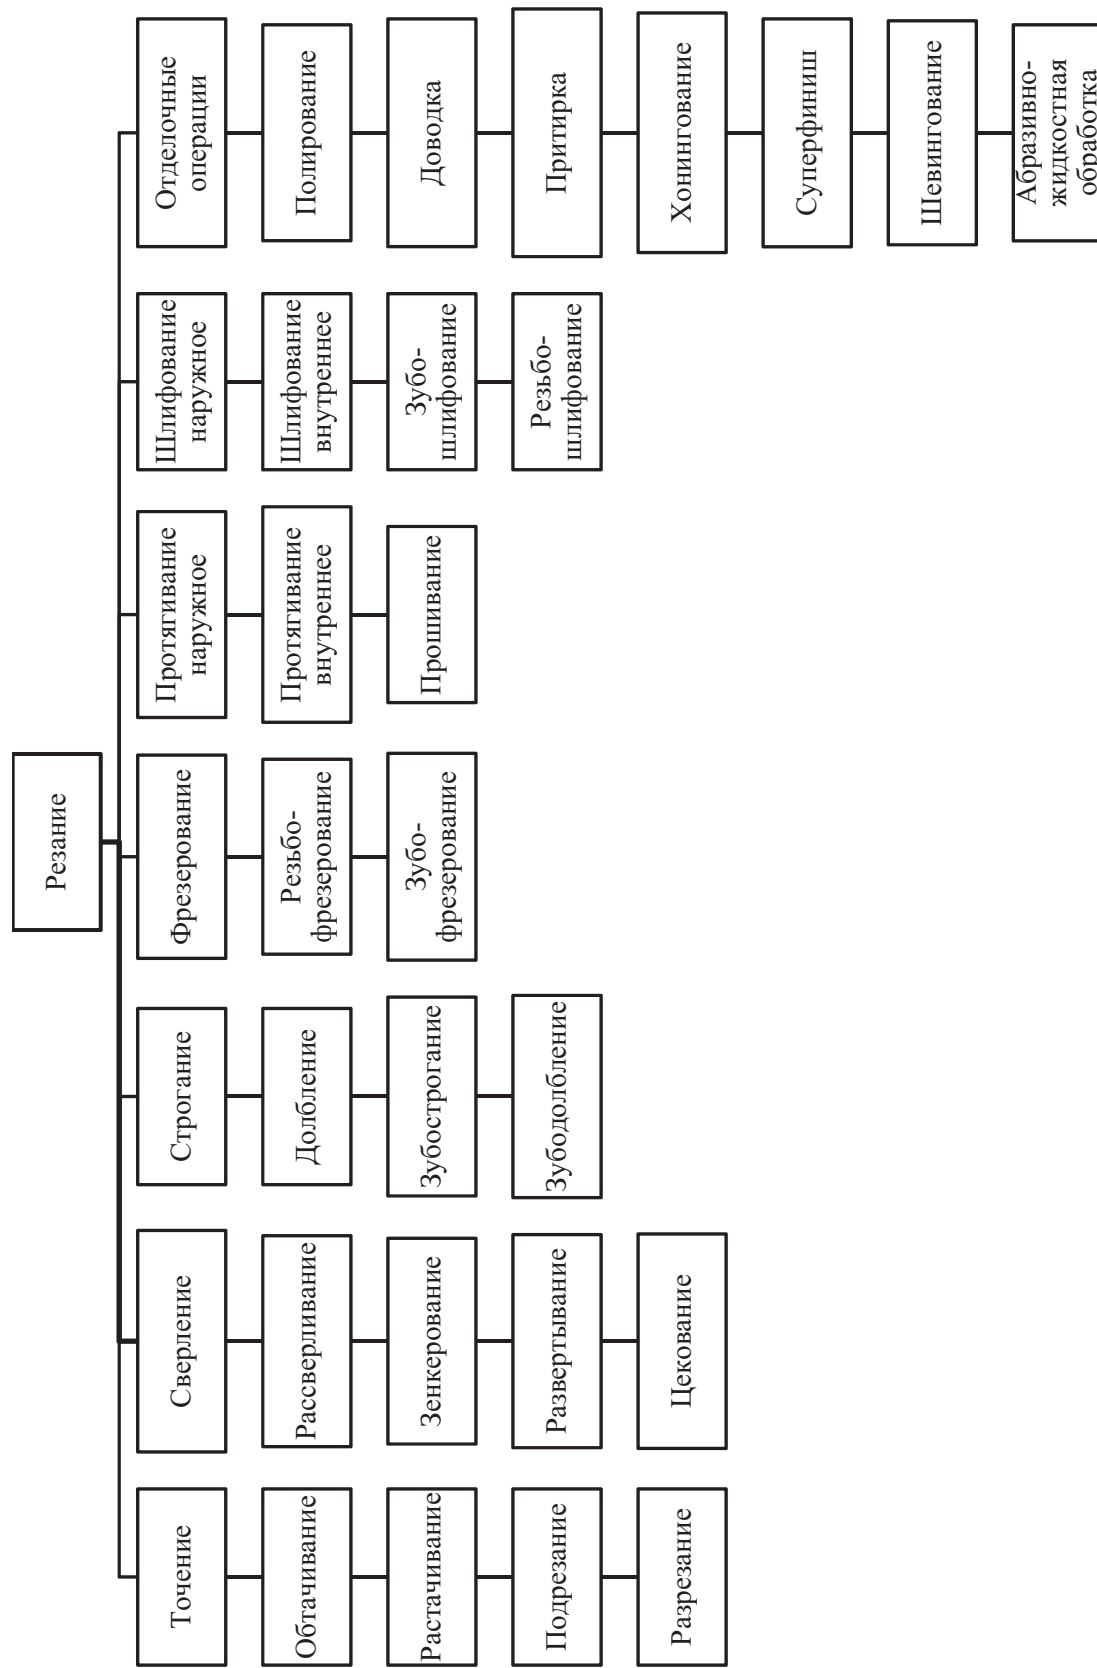 Резание
Точение
Обтачивание
Растачивание
Подрезание
Разрезание
Сверление
Рассверливание
Зенкерование
Развертывание
Цекование
Строгание
Долбление
Зубострогание
Зубодолбление
Фрезерование
Резьбо-
фрезерование
Зубо-
фрезерование
Протягивание
наружное
Протягивание
внутреннее
Прошивание
Шлифование
наружное
Шлифование
внутреннее
Зубо-
шлифование
Резьбо-
шлифование
Отделочные
операции
Полирование
Доводка
Притирка
Хонингование
Суперфиниш
Шевингование
Абразивно-
жидкостная
обработка